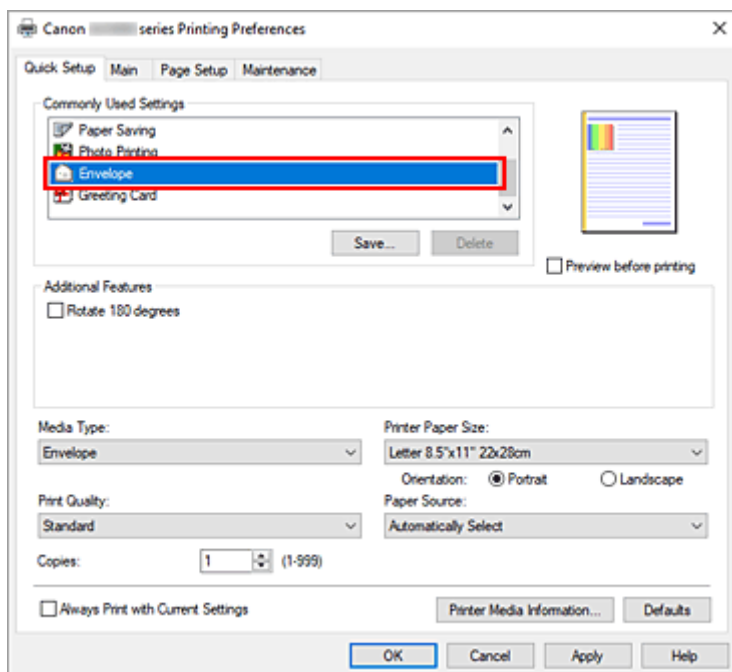 Canon series Printing Preferences
Quick Setup Main Page Setup Maintenance
Commonly Used Settings
Paper Saving
Photo Printing
Envelope
Greeting Card
Save... Delete
Preview before printing
Additional Features
Rotate 180 degrees
Media Type: Printer Paper Size:
Envelope Letter 8.5"x11" 22x28cm
Orientation: Portrait Landscape
Print Quality: Paper Source:
Standard Automatically Select
Copies: 1 (1-999)
Always Print with Current Settings Printer Media Information... Defaults
OK Cancel Apply Help